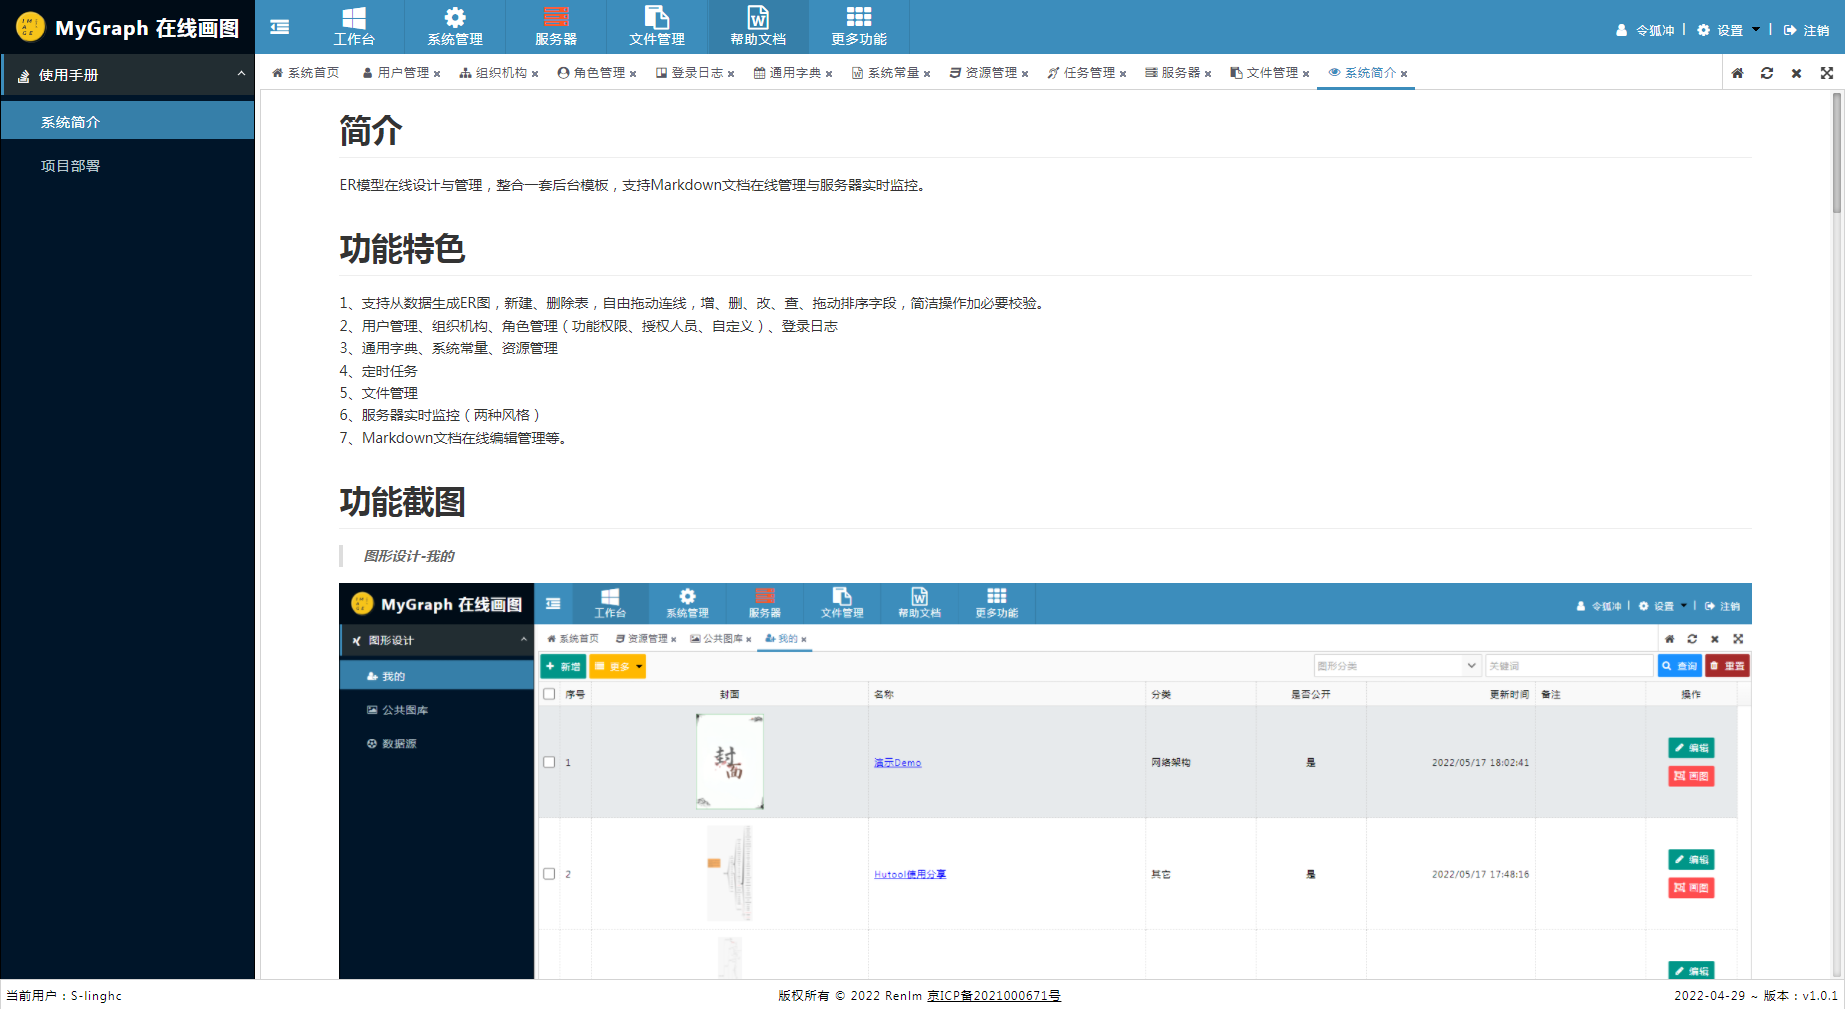 MyGraph 在线画图
工作台
系统管理
服务器
文件管理
帮助文档
更多功能
令狐冲
设置
注销
使用手册
系统简介
项目部署
系统首页
用户管理
组织机构
角色管理
登录日志
通用字典
系统常量
资源管理
任务管理
服务器
文件管理
系统简介
简介
ER模型在线设计与管理，整合一套后台模板，支持Markdown文档在线管理与服务器实时监控。
功能特色
1、支持从数据生成ER图，新建、删除表，自由拖动连线，增、删、改、查、拖动排序字段，简洁操作加必要校验。
2、用户管理、组织机构、角色管理（功能权限、授权人员、自定义）、登录日志
3、通用字典、系统常量、资源管理
4、定时任务
5、文件管理
6、服务器实时监控（两种风格）
7、Markdown文档在线编辑管理等。
功能截图
图形设计-我的
MyGraph 在线画图
工作台
系统管理
服务器
文件管理
帮助文档
更多功能
令狐冲
设置
注销
图形设计
我的
公共图库
数据源
系统首页
资源管理
公共图库
我的
新增
更多
图形分类
关键词
查询
重置
序号
封面
名称
分类
是否公开
更新时间
备注
操作
1
封面
演示Demo
网络架构
是
2022/05/17 18:02:41
编辑
画图
2
Hutool使用分享
其它
是
2022/05/17 17:48:16
编辑
画图
编辑
当前用户：S-linghc
版权所有 © 2022 Renlm 京ICP备2021000671号
2022-04-29 ~ 版本：v1.0.1